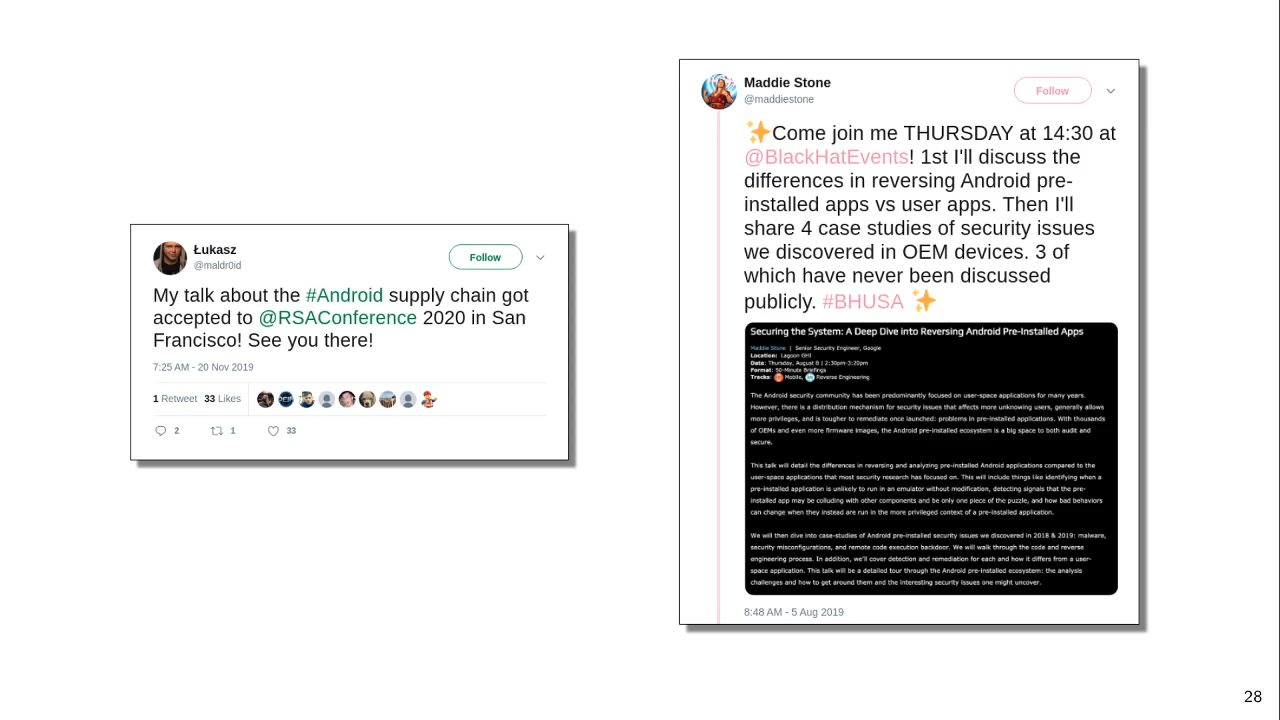 Łukasz
@maldr0id
Follow
My talk about the #Android supply chain got
accepted to @RSAConference 2020 in San
Francisco! See you there!
7:25 AM - 20 Nov 2019
1 Retweet 33 Likes
1
33
Maddie Stone
@maddiestone
Follow
✨Come join me THURSDAY at 14:30 at
@BlackHatEvents! 1st I'll discuss the
differences in reversing Android pre-
installed apps vs user apps. Then I'll
share 4 case studies of security issues
we discovered in OEM devices. 3 of
which have never been discussed
publicly. #BHUSA ✨
Securing the System: A Deep Dive into Reversing Android Pre-Installed Apps
Maddie Stone | Senior Security Engineer, Google
Location: Lagoon GHI
Date: Thursday, August 8 | 2:30pm-3:20pm
Format: 50-Minute Briefings
Tracks: Mobile, Reverse Engineering
The Android security community has been predominantly focused on user-space applications for many years.
However, there is a distribution mechanism for security issues that affects more unknowing users, generally allows
more privileges, and is tougher to remediate once launched: problems in pre-installed applications. With thousands
of OEMs and even more firmware images, the Android pre-installed ecosystem is a big space to both audit and
secure.
This talk will detail the differences in reversing and analyzing pre-installed Android applications compared to the
user-space applications that most security research has focused on. This will include things like identifying when a
pre-installed application is unlikely to run in an emulator without modification, detecting signals that the pre-
installed app may be colluding with other components and be only one piece of the puzzle, and how bad behaviors
can change when they instead are run in the more privileged context of a pre-installed application.
We will then dive into case-studies of Android pre-installed security issues we discovered in 2018 & 2019: malware,
security misconfigurations, and remote code execution backdoor. We will walk through the code and reverse
engineering process. In addition, we'll cover detection and remediation for each and how it differs from a user-
space application. This talk will be a detailed tour through the Android pre-installed ecosystem: the analysis
challenges and how to get around them and the interesting security issues one might uncover.
8:48 AM - 5 Aug 2019
28